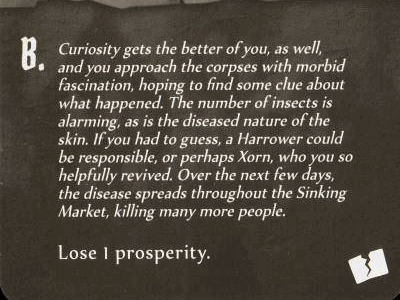 B. Curiosity gets the better of you, as well,
and you approach the corpses with morbid
fascination, hoping to find some clue about
what happened. The number of insects is
alarming, as is the diseased nature of the
skin. If you had to guess, a Harrower could
be responsible, or perhaps Xorn, who you so
helpfully revived. Over the next few days,
the disease spreads throughout the Sinking
Market, killing many more people.
Lose 1 prosperity.